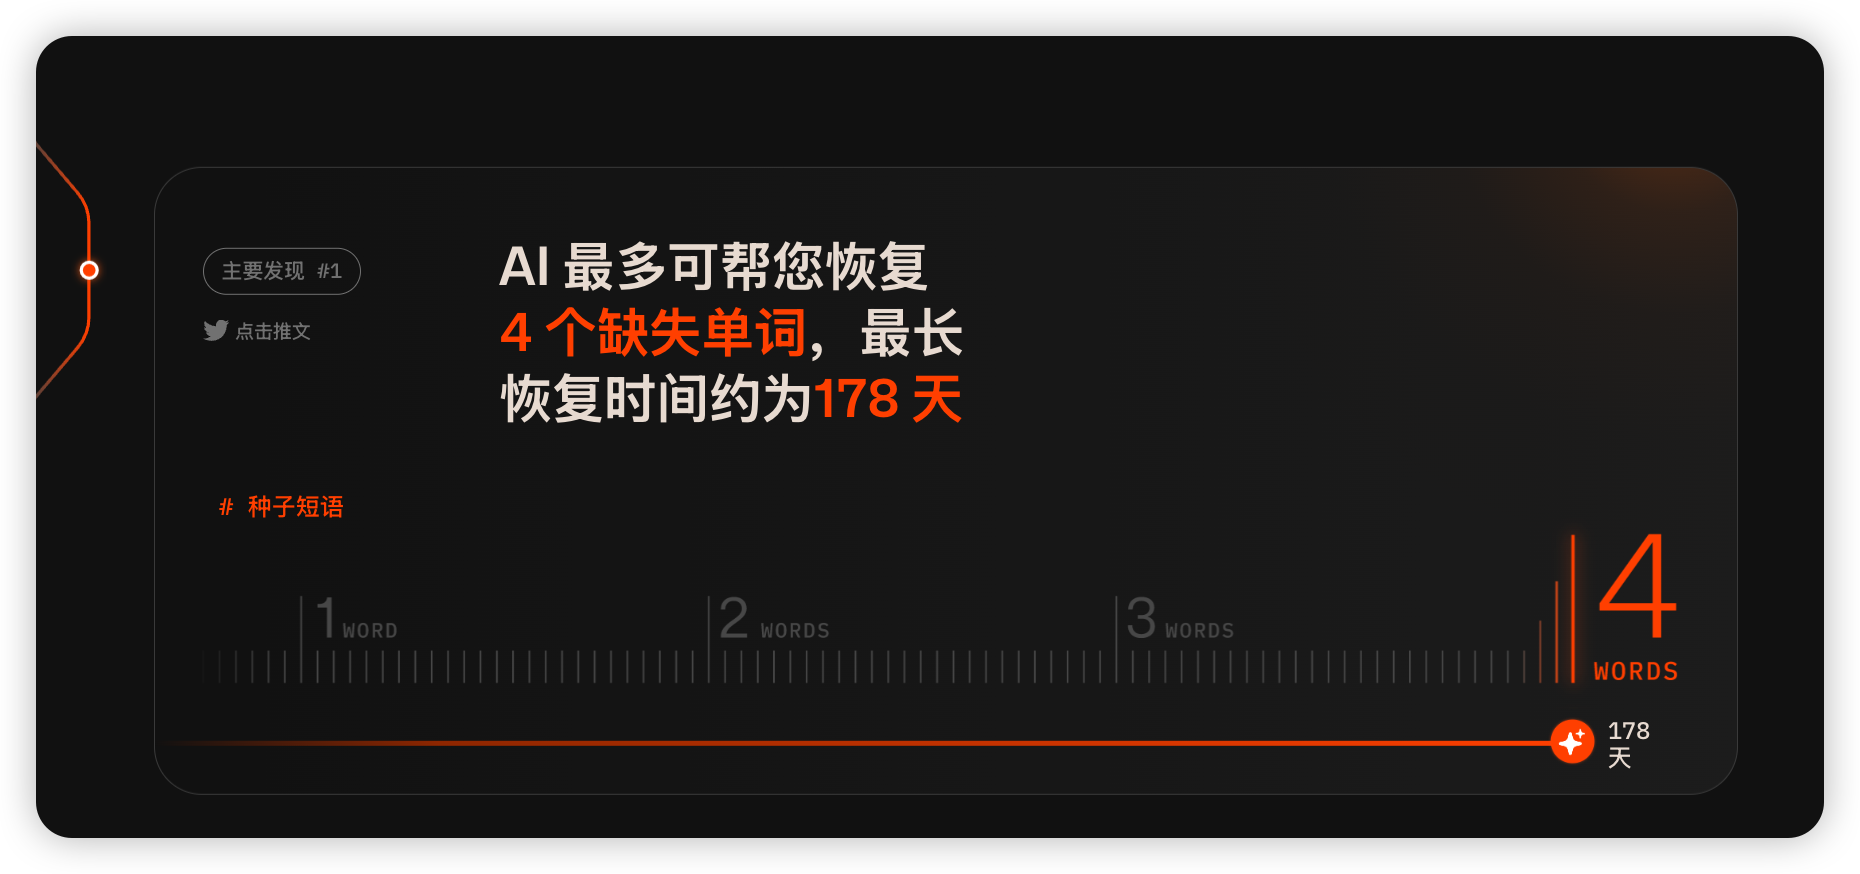 主要发现 #1
点击推文
AI 最多可帮您恢复
4 个缺失单词，最长
恢复时间约为178 天
# 种子短语
1 WORD
2 WORDS
3 WORDS
4
WORDS
178
天